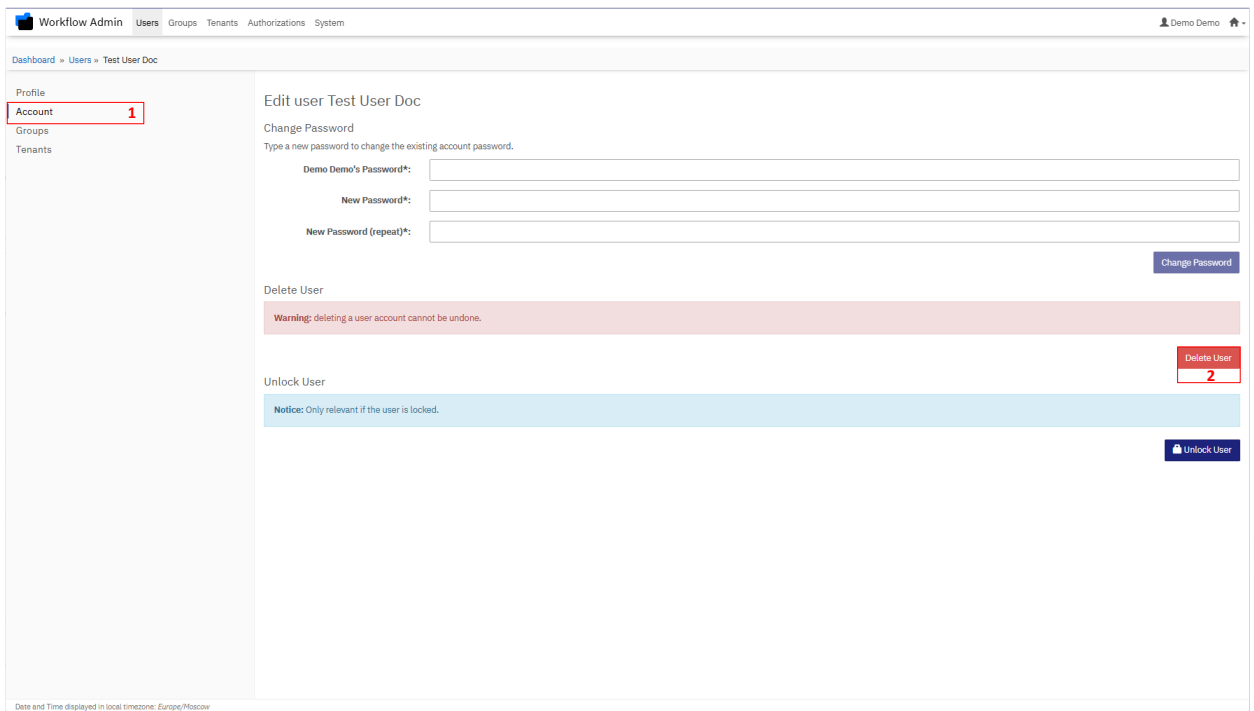 Workflow Admin Users Groups Tenants Authorizations System Demo Demo
Dashboard » Users » Test User Doc
Profile
Account 1
Groups
Tenants
Edit user Test User Doc
Change Password
Type a new password to change the existing account password.
Demo Demo's Password*:
New Password*:
New Password (repeat)*:
Change Password
Delete User
Warning: deleting a user account cannot be undone.
Delete User
2
Unlock User
Notice: Only relevant if the user is locked.
Unlock User
Date and Time displayed in local timezone: Europe/Moscow